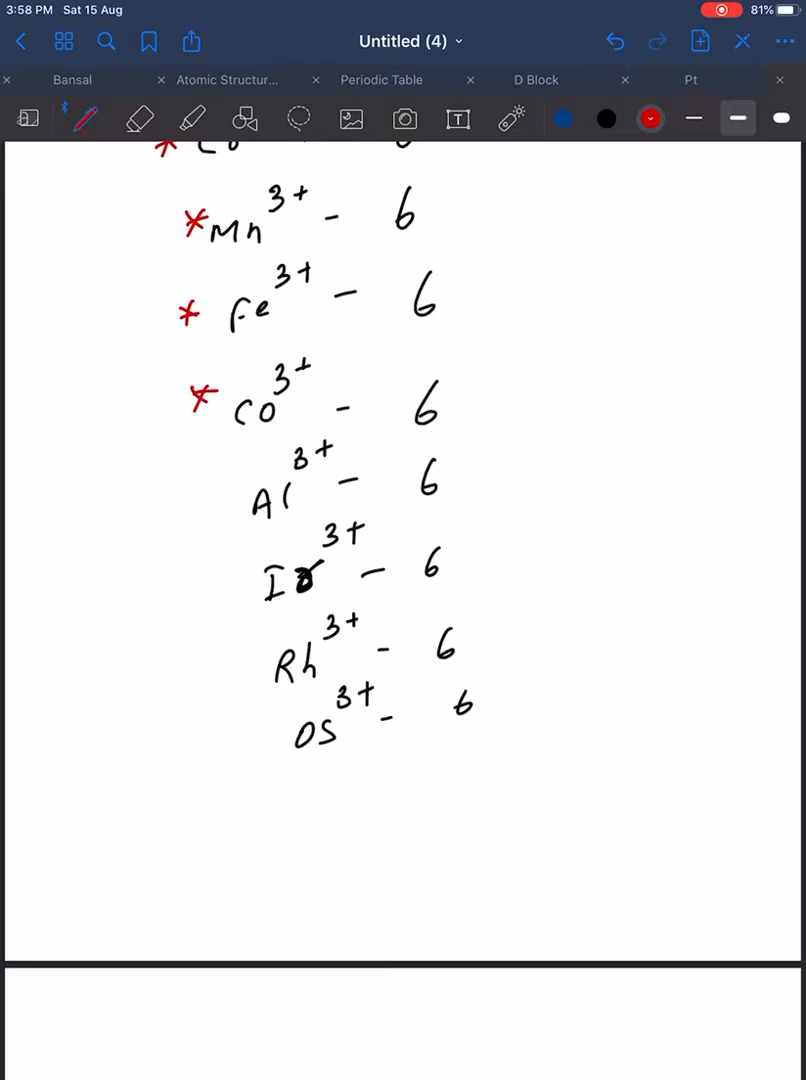 3:58 PM Sat 15 Aug 81%
Untitled (4)
Bansal Atomic Structur... Periodic Table D Block Pt
* Mn³⁺ - 6
* Fe³⁺ - 6
* CO³⁺ - 6
Al³⁺ - 6
Ir³⁺ - 6
Rh³⁺ - 6
OS³⁺ - 6